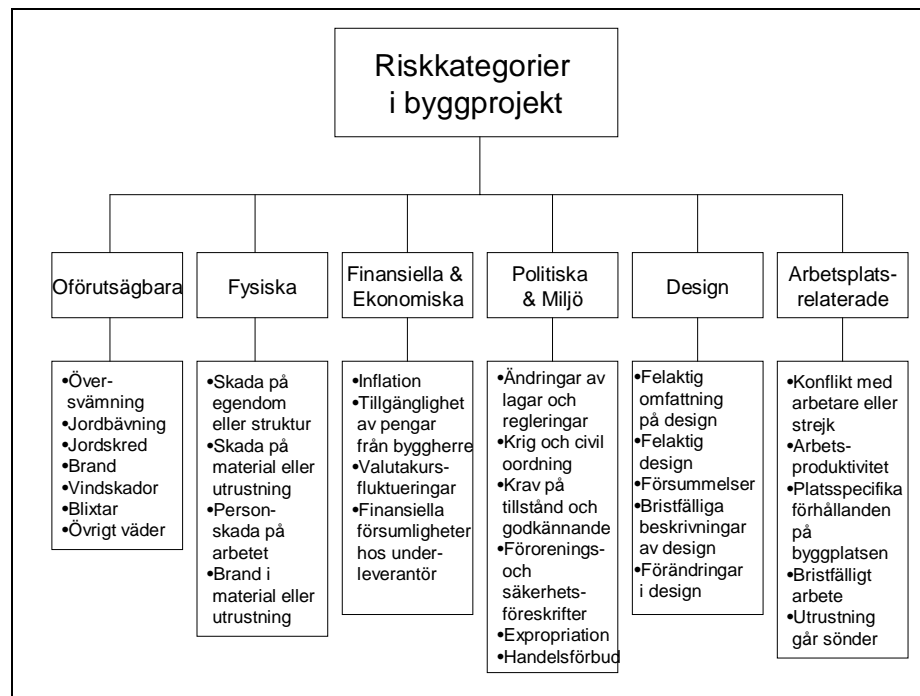 Riskkategorier
i byggprojekt
Oförutsägbara
Fysiska
Finansiella &
Ekonomiska
Politiska
& Miljö
Design
Arbetsplats-
relaterade
•Över-
svämning
•Jordbävning
•Jordskred
•Brand
•Vindskador
•Blixtar
•Övrigt väder
•Skada på
egendom
eller struktur
•Skada på
material eller
utrustning
•Person-
skada på
arbetet
•Brand i
material eller
utrustning
•Inflation
•Tillgänglighet
av pengar
från byggherre
•Valutakurs-
fluktueringar
•Finansiella
försumligheter
hos under-
leverantör
•Ändringar av
lagar och
regleringar
•Krig och civil
oordning
•Krav på
tillstånd och
godkännande
•Förorenings-
och
säkerhets-
föreskrifter
•Expropriation
•Handelsförbud
•Felaktig
omfattning
på design
•Felaktig
design
•Försummelser
•Bristfälliga
beskrivningar
av design
•Förändringar
i design
•Konflikt med
arbetare eller
strejk
•Arbets-
produktivitet
•Platsspecifika
förhållanden
på
byggplatsen
•Bristfälligt
arbete
•Utrustning
går sönder